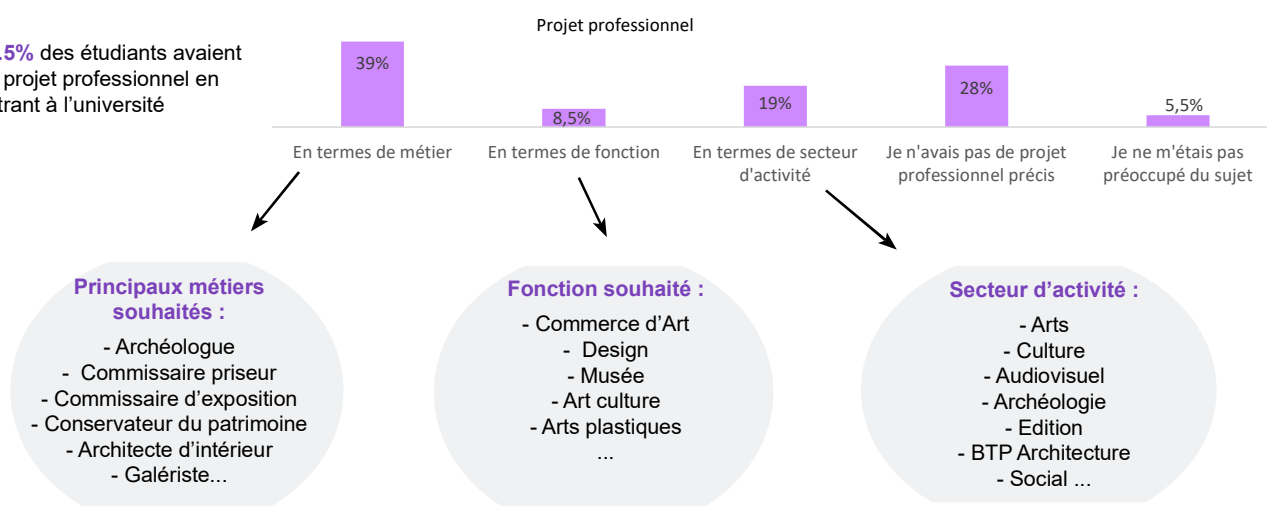 Projet professionnel
.5% des étudiants avaient
projet professionnel en
trant à l'université
39%
8,5%
19%
28%
5,5%
En termes de métier
En termes de fonction
En termes de secteur
d'activité
Je n'avais pas de projet
professionnel précis
Je ne m'étais pas
préoccupé du sujet
Principaux métiers
souhaités :
- Archéologue
- Commissaire priseur
- Commissaire d'exposition
- Conservateur du patrimoine
- Architecte d'intérieur
- Galériste...
Fonction souhaité :
- Commerce d'Art
- Design
- Musée
- Art culture
- Arts plastiques
...
Secteur d'activité :
- Arts
- Culture
- Audiovisuel
- Archéologie
- Edition
- BTP Architecture
- Social ...